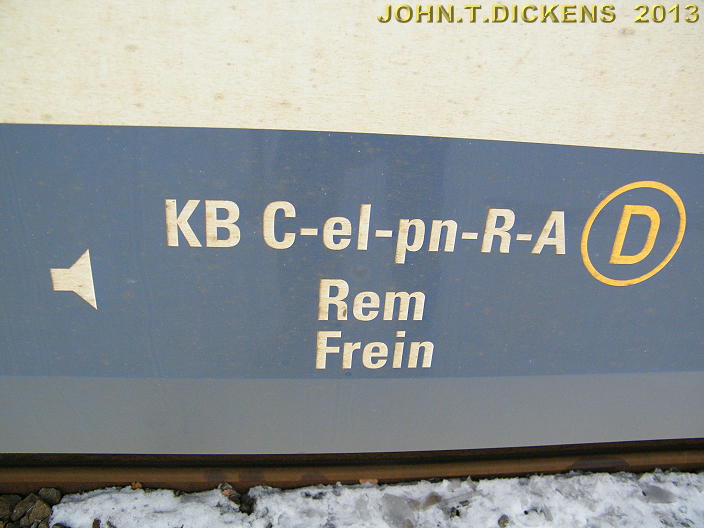 JOHN.T.DICKENS 2013
KB C-el-pn-R-A D
Rem
Frein